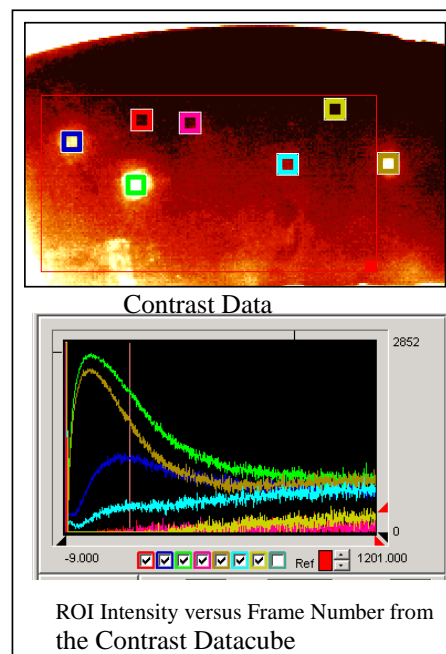 Contrast Data
2852
0
-9.000
Ref
1201.000
ROI Intensity versus Frame Number from
the Contrast Datacube